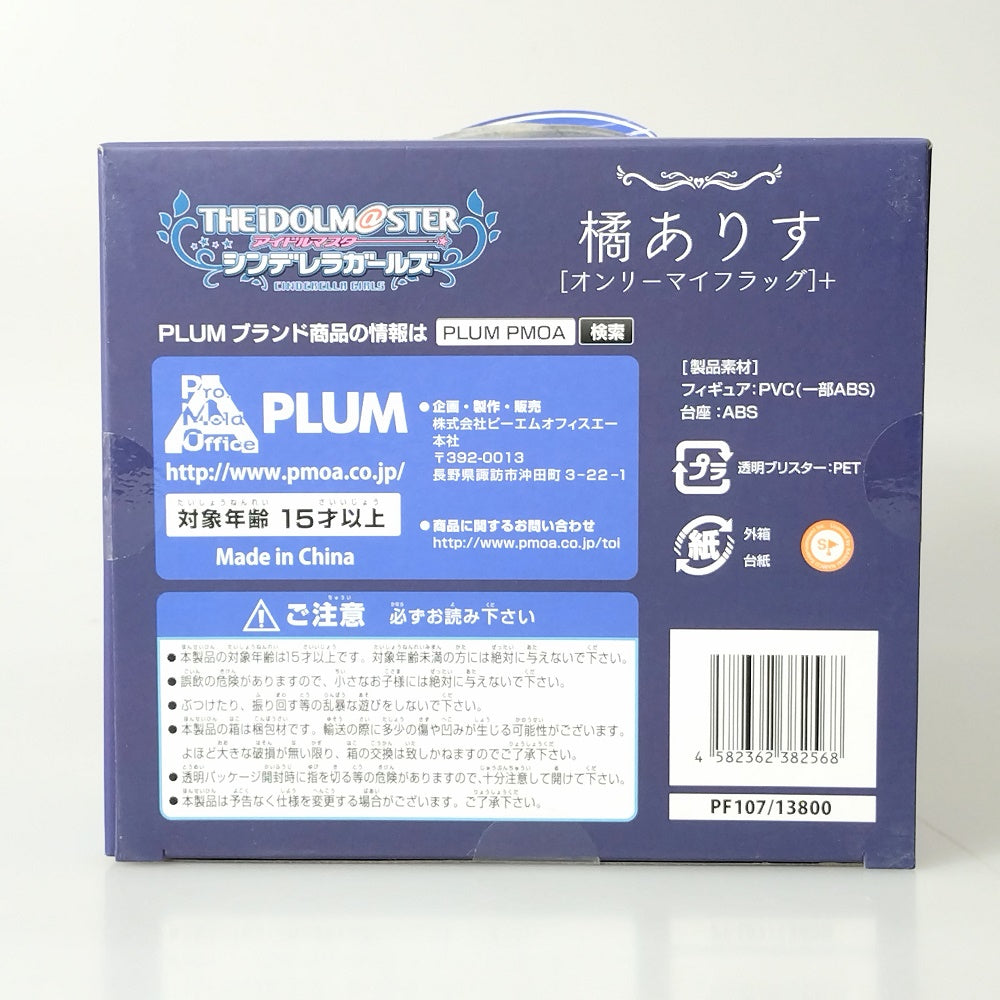 THE iDOLM@STER
アイドルマスター
シンデレラガールズ
CINDERELLA GIRLS
橘ありす
[オンリーマイフラッグ]+
PLUM ブランド商品の情報は PLUM PMOA 検索
Pro.
Mola
Office
PLUM
http://www.pmoa.co.jp/
たいしょうねんれい さいいじょう
対象年齢 15才以上
Made in China
●企画・製作・販売
株式会社ピーエムオフィスエー
本社
〒392-0013
長野県諏訪市沖田町3-22-1
●商品に関するお問い合わせ
http://www.pmoa.co.jp/toi
[製品素材]
フィギュア:PVC(一部ABS)
台座:ABS
プラ 透明ブリスター:PET
紙 外箱
台紙
ご注意 必ずお読み下さい
●本製品の対象年齢は15才以上です。対象年齢未満の方には絶対に与えないで下さい。
●誤飲の危険がありますので、小さなお子様には絶対に与えないで下さい。
●ぶつけたり、振り回す等の乱暴な遊びをしないで下さい。
●本製品の箱は梱包材です。輸送の際に多少の傷や凹みが生じる可能性がございます。
よほど大きな破損が無い限り、箱の交換は致しかねますのでご了承下さい。
●透明パッケージ開封時に指を切る等の危険がありますので、十分注意して開けて下さい。
●本製品は予告なく仕様を変更する場合がございます。ご了承下さい。
4 582362 382568
PF107/13800